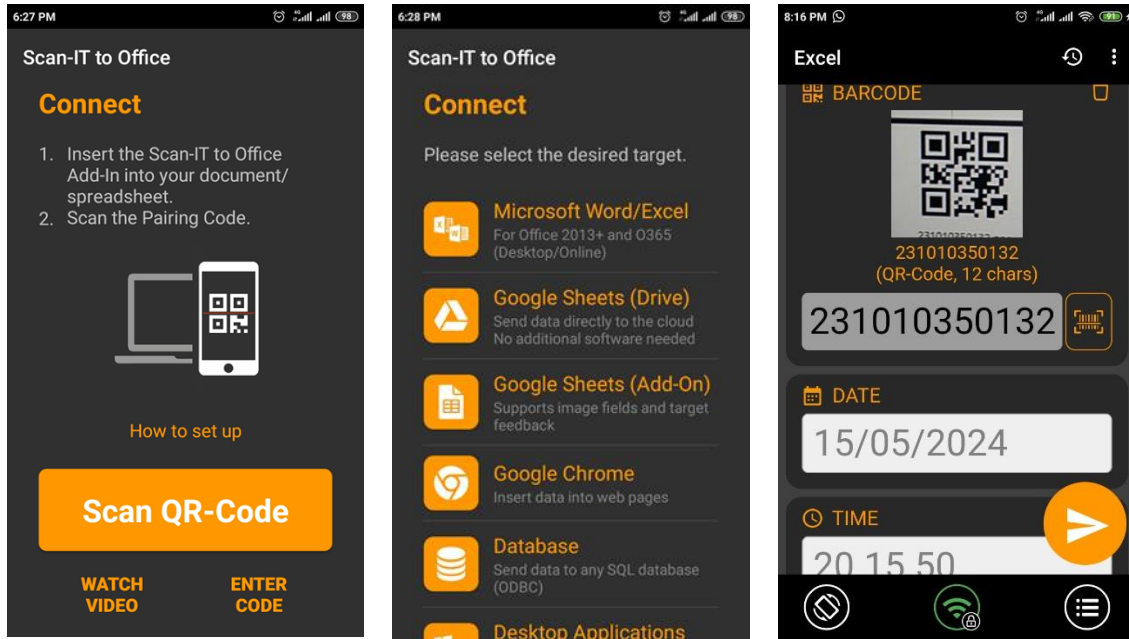 6:27 PM
4G
98
Scan-IT to Office
Connect
1. Insert the Scan-IT to Office
Add-In into your document/
spreadsheet.
2. Scan the Pairing Code.
How to set up
Scan QR-Code
WATCH
VIDEO
ENTER
CODE
6:28 PM
4G
98
Scan-IT to Office
Connect
Please select the desired target.
Microsoft Word/Excel
For Office 2013+ and O365
(Desktop/Online)
Google Sheets (Drive)
Send data directly to the cloud
No additional software needed
Google Sheets (Add-On)
Supports image fields and target
feedback
Google Chrome
Insert data into web pages
Database
Send data to any SQL database
(ODBC)
Desktop Applications
8:16 PM
4G
91
Excel
BARCODE
231010350132
(QR-Code, 12 chars)
231010350132
DATE
15/05/2024
TIME
20 15 50